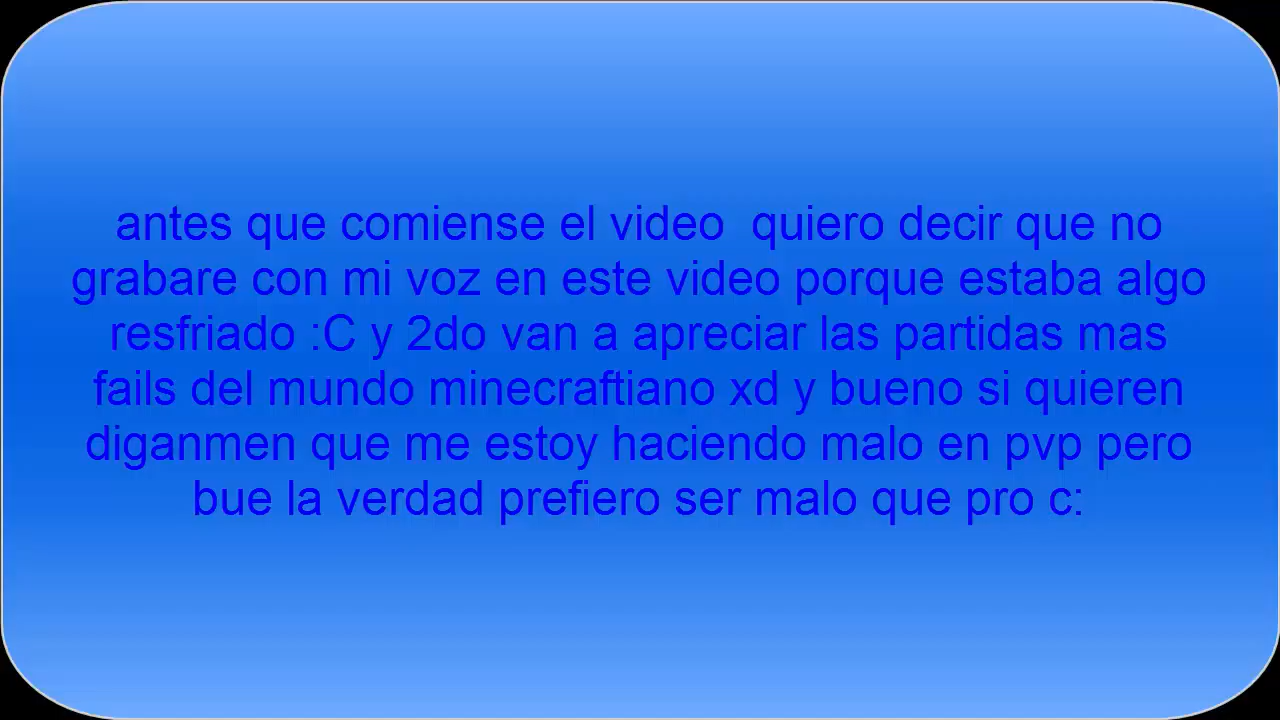 antes que comiense el video  quiero decir que no
grabare con mi voz en este video porque estaba algo
resfriado :C y 2do van a apreciar las partidas mas
fails del mundo minecraftiano xd y bueno si quieren
diganmen que me estoy haciendo malo en pvp pero
bue la verdad prefiero ser malo que pro c: